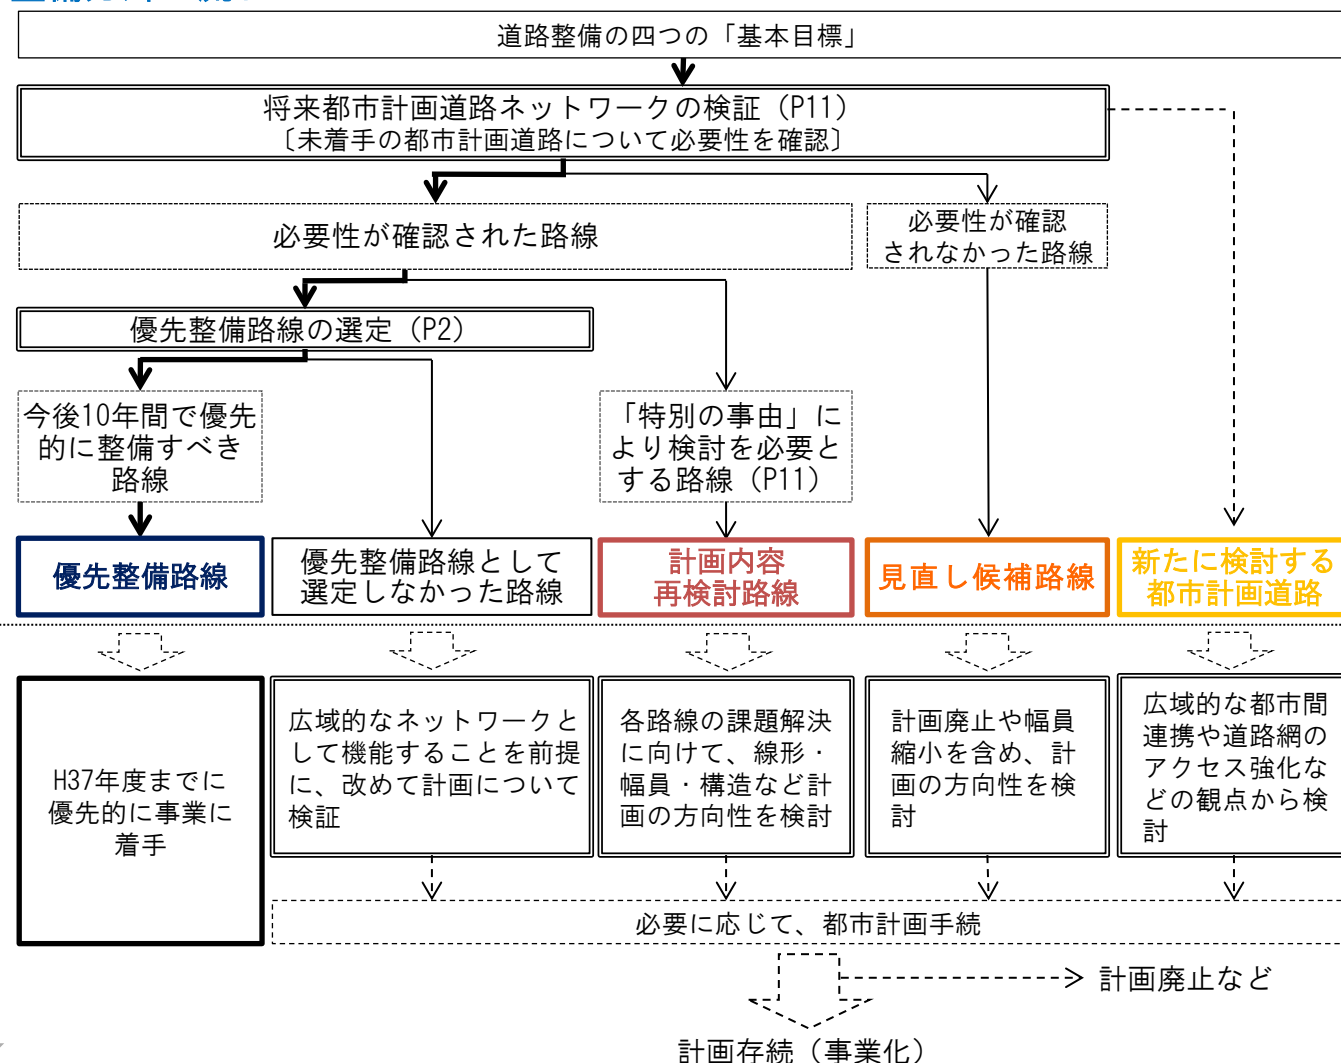 道路整備の四つの「基本目標」
将来都市計画道路ネットワークの検証（P11）
〔未着手の都市計画道路について必要性を確認〕
必要性が確認された路線
必要性が確認
されなかった路線
優先整備路線の選定（P2）
今後10年間で優先
的に整備すべき
路線
「特別の事由」に
より検討を必要と
する路線（P11）
優先整備路線
優先整備路線として
選定しなかった路線
計画内容
再検討路線
見直し候補路線
新たに検討する
都市計画道路
H37年度までに
優先的に事業に
着手
広域的なネットワークと
して機能することを前提
に、改めて計画について
検証
各路線の課題解決
に向けて、線形・
幅員・構造など計
画の方向性を検討
計画廃止や幅員
縮小を含め、計
画の方向性を検
討
広域的な都市間
連携や道路網の
アクセス強化な
どの観点から検
討
必要に応じて、都市計画手続
計画廃止など
計画存続（事業化）